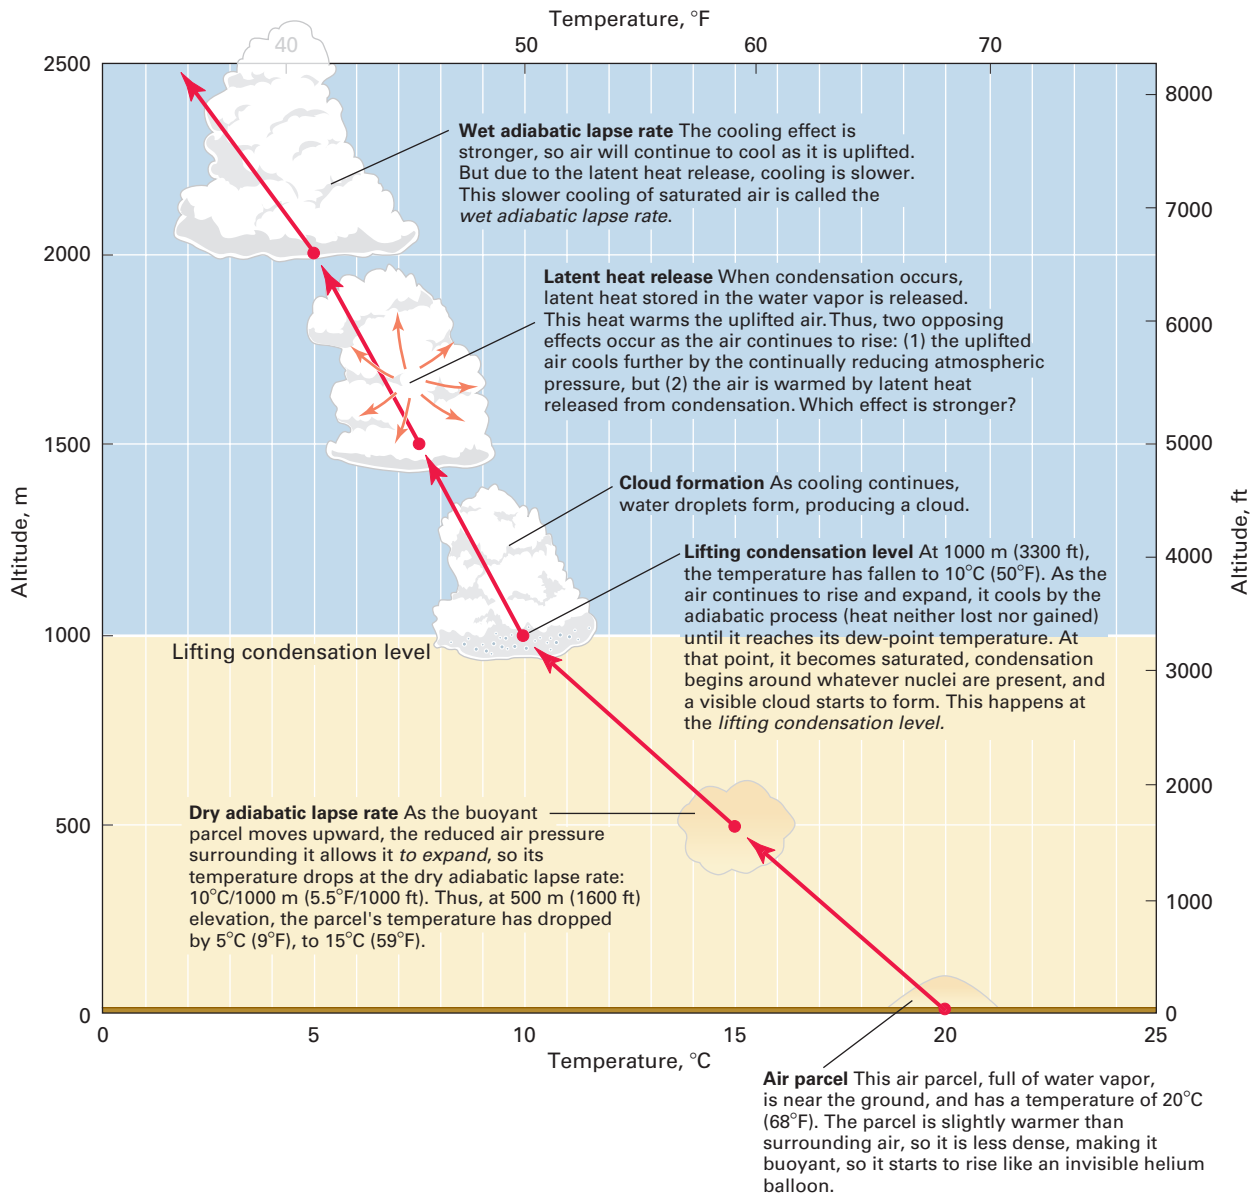 Temperature, °F
40
50
60
70
2500
2000
1500
1000
500
0
Altitude, m
8000
7000
6000
5000
4000
3000
2000
1000
0
Altitude, ft
Wet adiabatic lapse rate The cooling effect is
stronger, so air will continue to cool as it is uplifted.
But due to the latent heat release, cooling is slower.
This slower cooling of saturated air is called the
wet adiabatic lapse rate.
Latent heat release When condensation occurs,
latent heat stored in the water vapor is released.
This heat warms the uplifted air. Thus, two opposing
effects occur as the air continues to rise: (1) the uplifted
air cools further by the continually reducing atmospheric
pressure, but (2) the air is warmed by latent heat
released from condensation. Which effect is stronger?
Cloud formation As cooling continues,
water droplets form, producing a cloud.
Lifting condensation level At 1000 m (3300 ft),
the temperature has fallen to 10°C (50°F). As the
air continues to rise and expand, it cools by the
adiabatic process (heat neither lost nor gained)
until it reaches its dew-point temperature. At
that point, it becomes saturated, condensation
begins around whatever nuclei are present, and
a visible cloud starts to form. This happens at
the lifting condensation level.
Lifting condensation level
Dry adiabatic lapse rate As the buoyant
parcel moves upward, the reduced air pressure
surrounding it allows it to expand, so its
temperature drops at the dry adiabatic lapse rate:
10°C/1000 m (5.5°F/1000 ft). Thus, at 500 m (1600 ft)
elevation, the parcel's temperature has dropped
by 5°C (9°F), to 15°C (59°F).
0
5
10
15
20
25
Temperature, °C
Air parcel This air parcel, full of water vapor,
is near the ground, and has a temperature of 20°C
(68°F). The parcel is slightly warmer than
surrounding air, so it is less dense, making it
buoyant, so it starts to rise like an invisible helium
balloon.